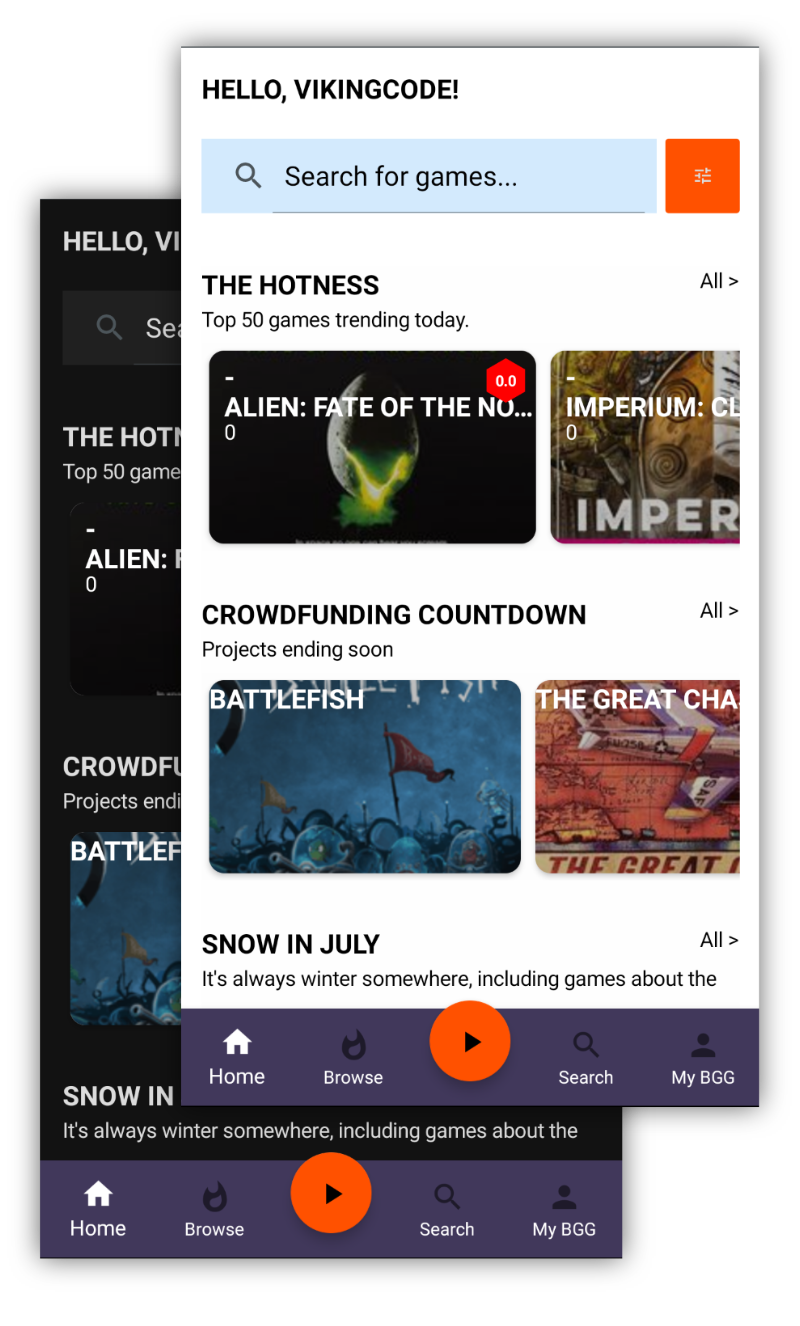 HELLO, VIKINGCODE!
Search for games...
THE HOTNESS
All >
Top 50 games trending today.
-
0.0
ALIEN: FATE OF THE NO...
0
-
IMPERIUM: CL
0
IMPER
CROWDFUNDING COUNTDOWN
All >
Projects ending soon
BATTLEFISH
THE GREAT CHA
FU258
SAF
THE GREAT
SNOW IN JULY
All >
It's always winter somewhere, including games about the
Home
Browse
Search
My BGG
HELLO, VI
Sea
THE HOTN
Top 50 game
-
ALIEN: F
0
CROWDFU
Projects endi
BATTLEF
SNOW IN
It's always winter somewhere, including games about the
Home
Browse
Search
My BGG